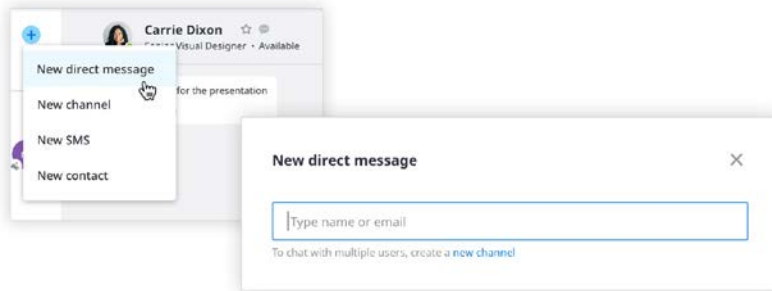 Carrie Dixon
Visual Designer • Available
New direct message
for the presentation
New channel
New SMS
New contact
New direct message
Type name or email
To chat with multiple users, create a new channel